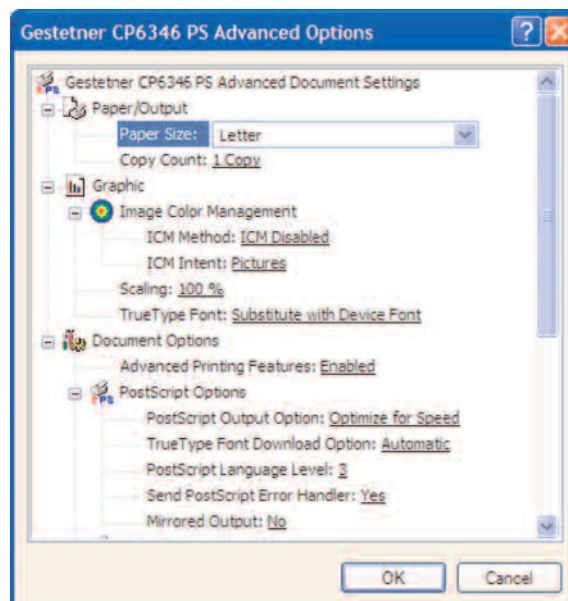 Gestetner CP6346 PS Advanced Options
Gestetner CP6346 PS Advanced Document Settings
Paper/Output
Paper Size: Letter
Copy Count: 1 Copy
Graphic
Image Color Management
ICM Method: ICM Disabled
ICM Intent: Pictures
Scaling: 100 %
TrueType Font: Substitute with Device Font
Document Options
Advanced Printing Features: Enabled
PostScript Options
PostScript Output Option: Optimize for Speed
TrueType Font Download Option: Automatic
PostScript Language Level: 3
Send PostScript Error Handler: Yes
Mirrored Output: No
OK Cancel